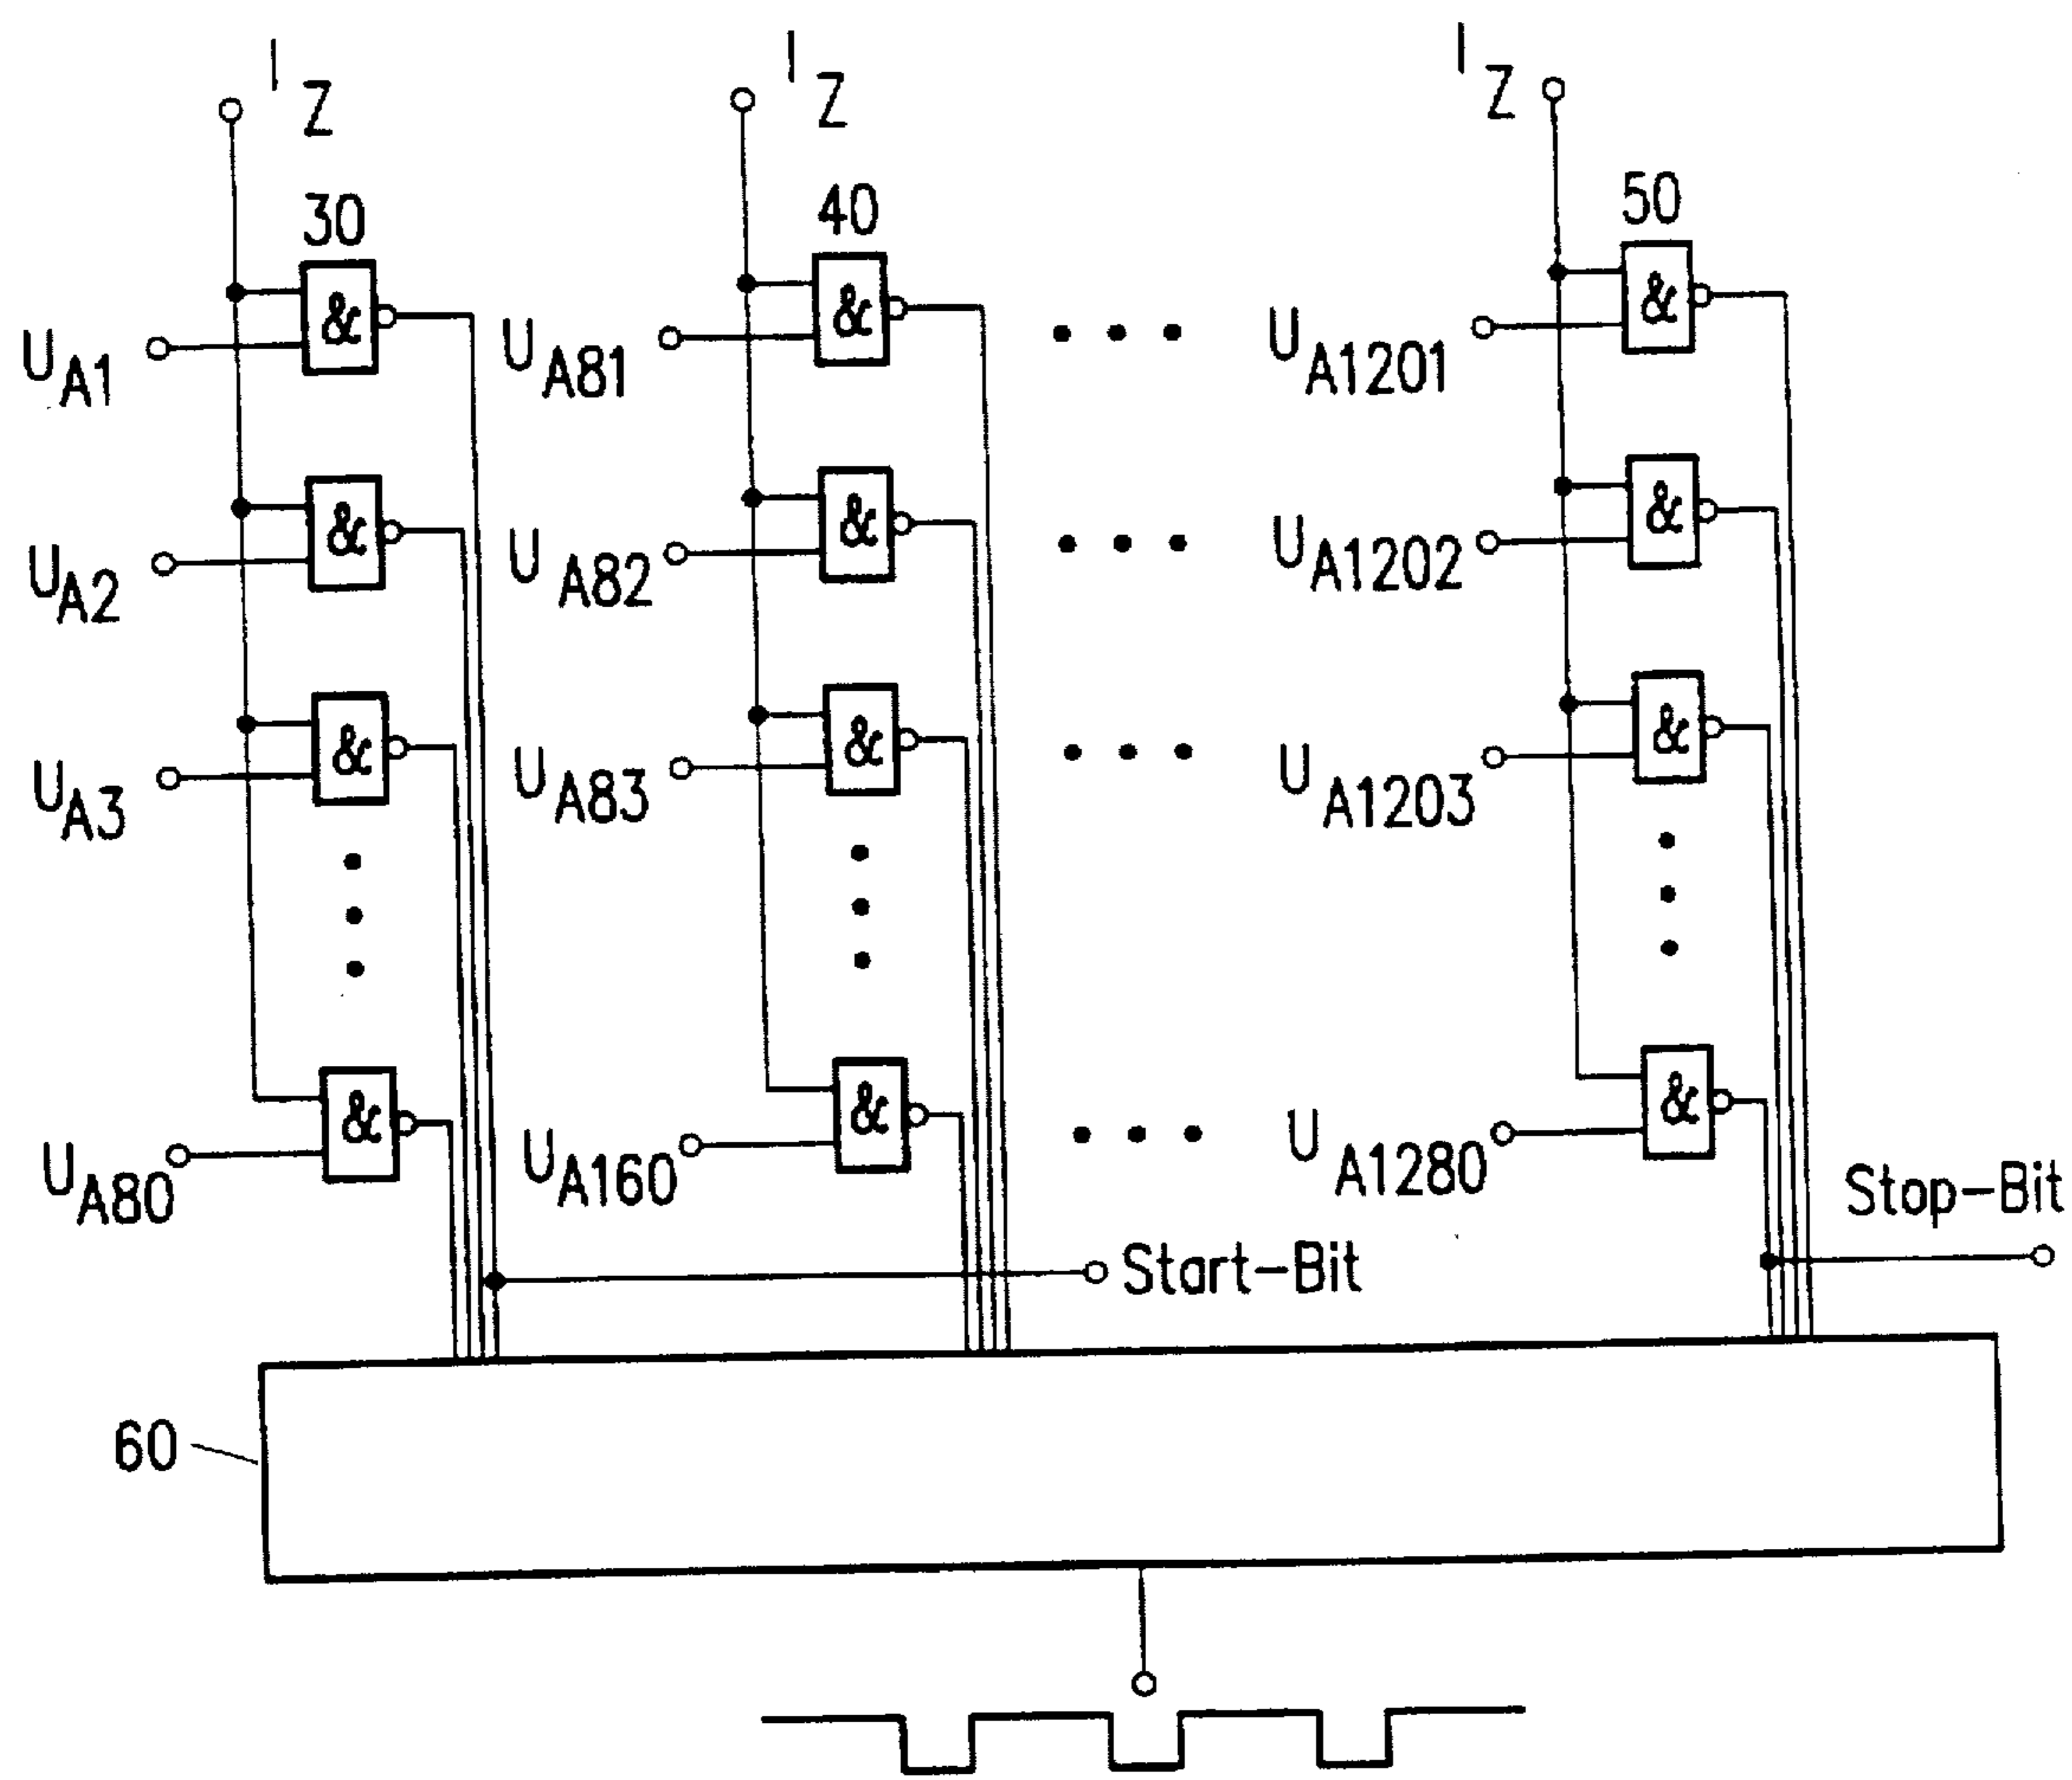 I Z
I Z
I Z
30
40
50
&
&
&
U A1
U A81
U A1201
&
&
&
U A2
U A82
U A1202
&
&
&
U A3
U A83
U A1203
&
&
&
U A80
U A160
U A1280
Stop-Bit
Start-Bit
60